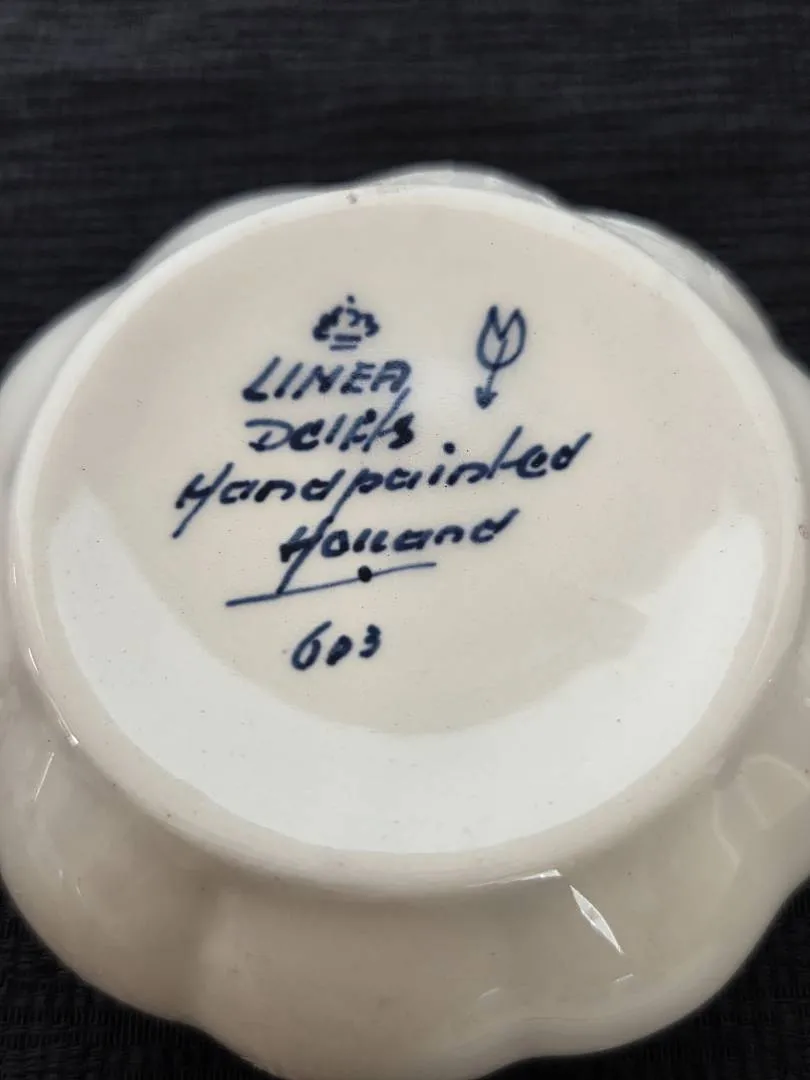 LINEA
Delfts
Handpainted
Holland
603